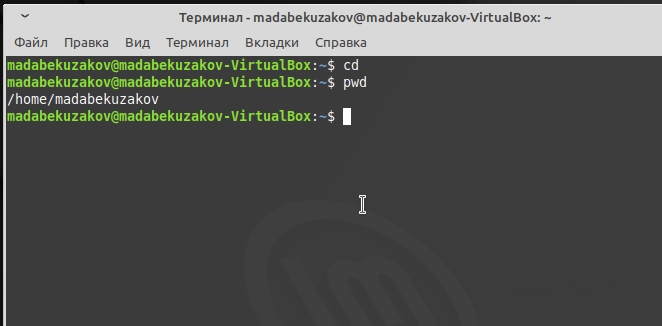 Терминал - madabekuzakov@madabekuzakov-VirtualBox: ~
Файл Правка Вид Терминал Вкладки Справка
madabekuzakov@madabekuzakov-VirtualBox:~$ cd
madabekuzakov@madabekuzakov-VirtualBox:~$ pwd
/home/madabekuzakov
madabekuzakov@madabekuzakov-VirtualBox:~$